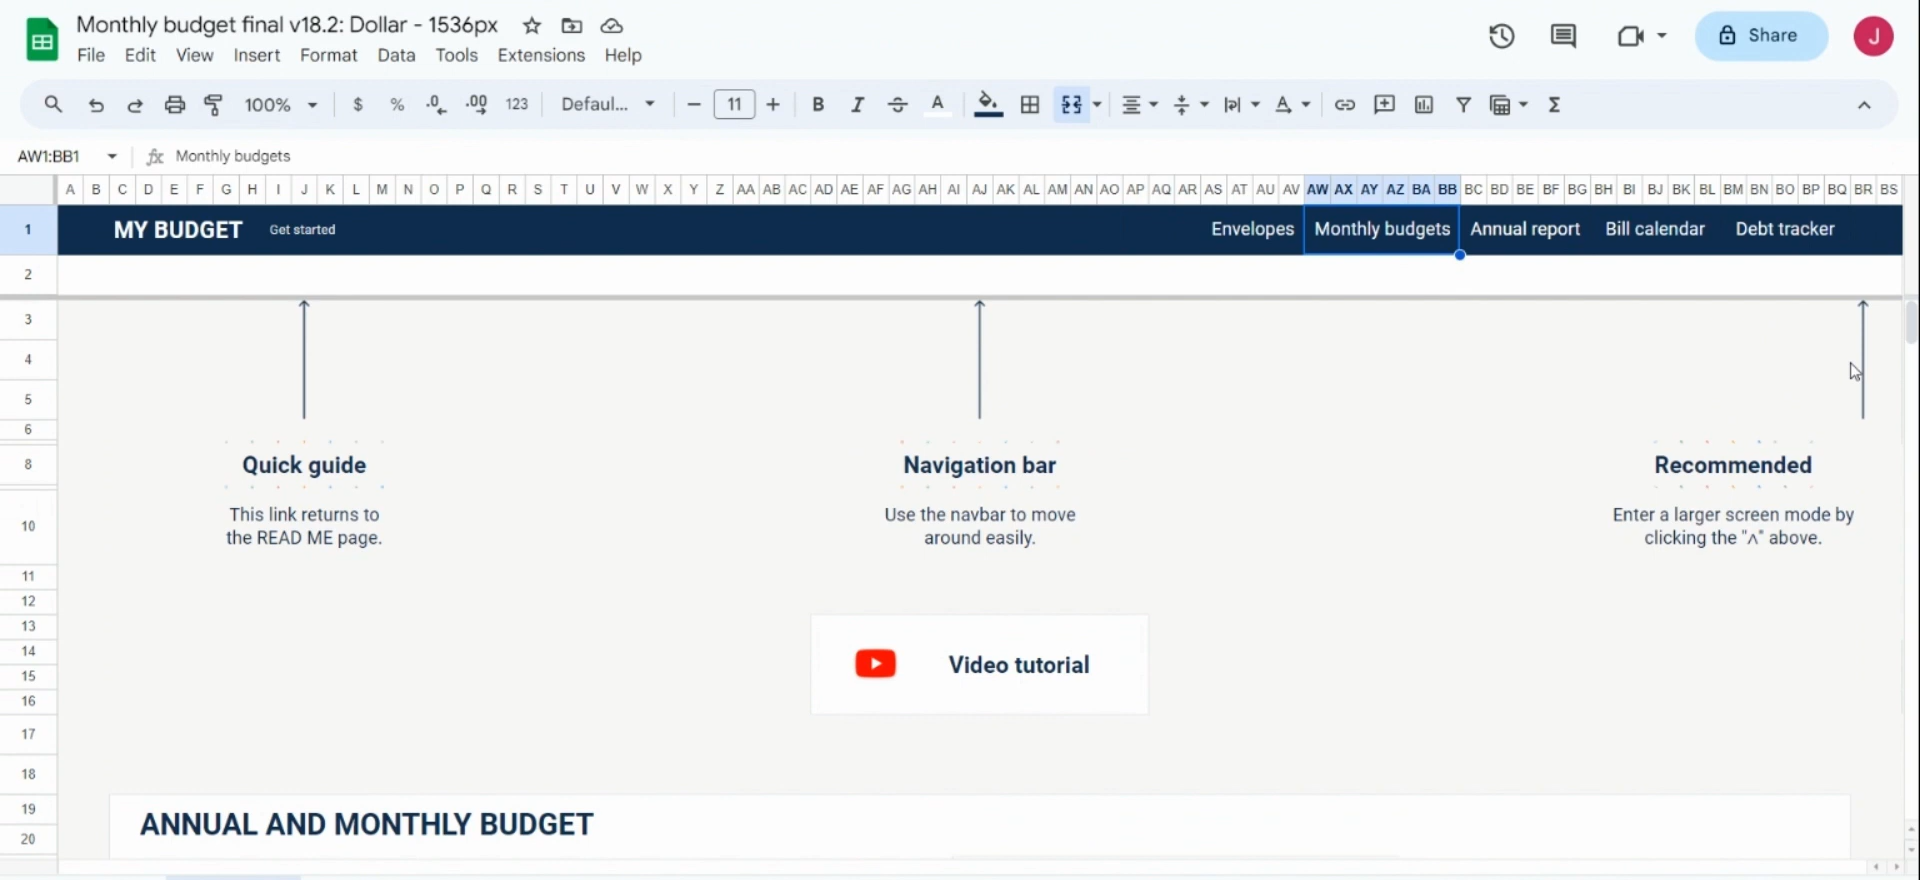 Monthly budget final v18.2: Dollar - 1536px
File Edit View Insert Format Data Tools Extensions Help
Share
J
100% $ % .0 .00 123 Defaul... 11 B I A
AW1:BB1 fx Monthly budgets
A B C D E F G H I J K L M N O P Q R S T U V W X Y Z AA AB AC AD AE AF AG AH AI AJ AK AL AM AN AO AP AQ AR AS AT AU AV AW AX AY AZ BA BB BC BD BE BF BG BH BI BJ BK BL BM BN BO BP BQ BR BS
1 MY BUDGET Get started Envelopes Monthly budgets Annual report Bill calendar Debt tracker
2
3
4
5
6
8 Quick guide Navigation bar Recommended
10
This link returns to
the READ ME page.
Use the navbar to move
around easily.
Enter a larger screen mode by
clicking the "^" above.
11
12
13
14
Video tutorial
15
16
17
18
19
ANNUAL AND MONTHLY BUDGET
20